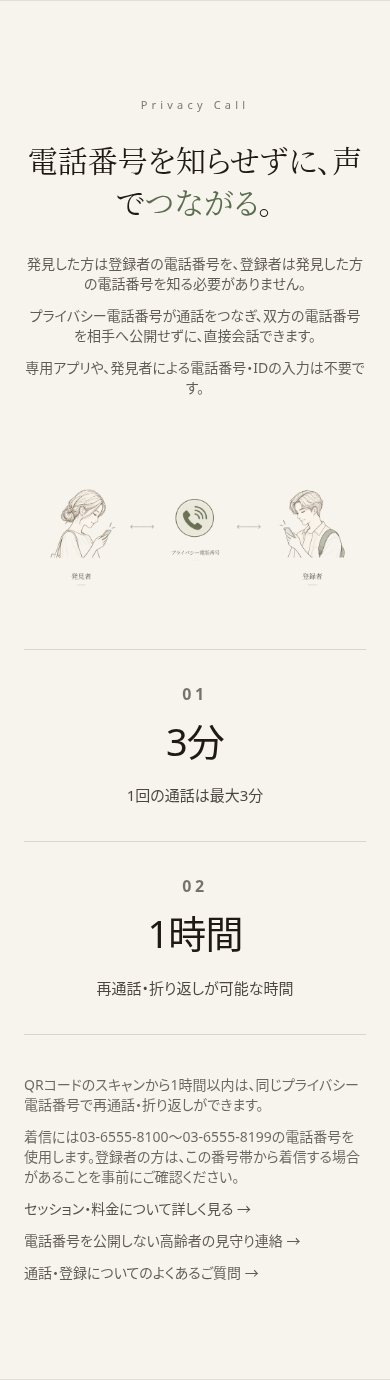 Privacy Call
電話番号を知らせずに、声
でつながる。
発見した方は登録者の電話番号を、登録者は発見した方
の電話番号を知る必要がありません。
プライバシー電話番号が通話をつなぎ、双方の電話番号
を相手へ公開せずに、直接会話できます。
専用アプリや、発見者による電話番号・IDの入力は不要で
す。
プライバシー電話番号
発見者
登録者
01
3分
1回の通話は最大3分
02
1時間
再通話・折り返しが可能な時間
QRコードのスキャンから1時間以内は、同じプライバシー
電話番号で再通話・折り返しができます。
着信には03-6555-8100〜03-6555-8199の電話番号を
使用します。登録者の方は、この番号帯から着信する場合
があることを事前にご確認ください。
セッション・料金について詳しく見る →
電話番号を公開しない高齢者の見守り連絡 →
通話・登録についてのよくあるご質問 →